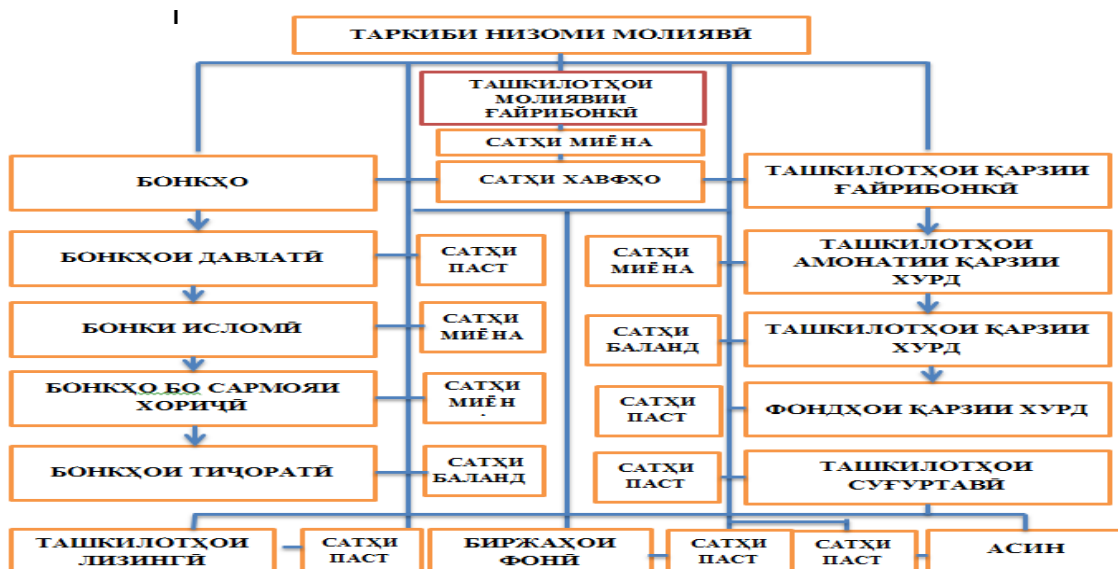 I
ТАРКИБИ НИЗОМИ МОЛИЯВӢ
ТАШКИЛОТҲОИ
МОЛИЯВИИ
ҒАЙРИБОНКӢ
САТҲИ МИЁНА
БОНКҲО
САТҲИ ХАВФҲО
ТАШКИЛОТҲОИ ҚАРЗИИ
ҒАЙРИБОНКӢ
БОНКҲОИ ДАВЛАТӢ
САТҲИ
ПАСТ
САТҲИ
МИЁНА
ТАШКИЛОТҲОИ
АМОНАТИИ ҚАРЗИИ
ХУРД
БОНКИ ИСЛОМӢ
САТҲИ
МИЁНА
САТҲИ
БАЛАНД
ТАШКИЛОТҲОИ ҚАРЗИИ
ХУРД
БОНКҲО БО САРМОЯИ
ХОРИҶӢ
САТҲИ
МИЁН
САТҲИ
ПАСТ
ФОНДҲОИ ҚАРЗИИ ХУРД
БОНКҲОИ ТИҶОРАТӢ
САТҲИ
БАЛАНД
САТҲИ
ПАСТ
ТАШКИЛОТҲОИ
СУҒУРТАВӢ
ТАШКИЛОТҲОИ
ЛИЗИНГӢ
САТҲИ
ПАСТ
БИРЖАҲОИ
ФОНӢ
САТҲИ
ПАСТ
САТҲИ
ПАСТ
АСИН